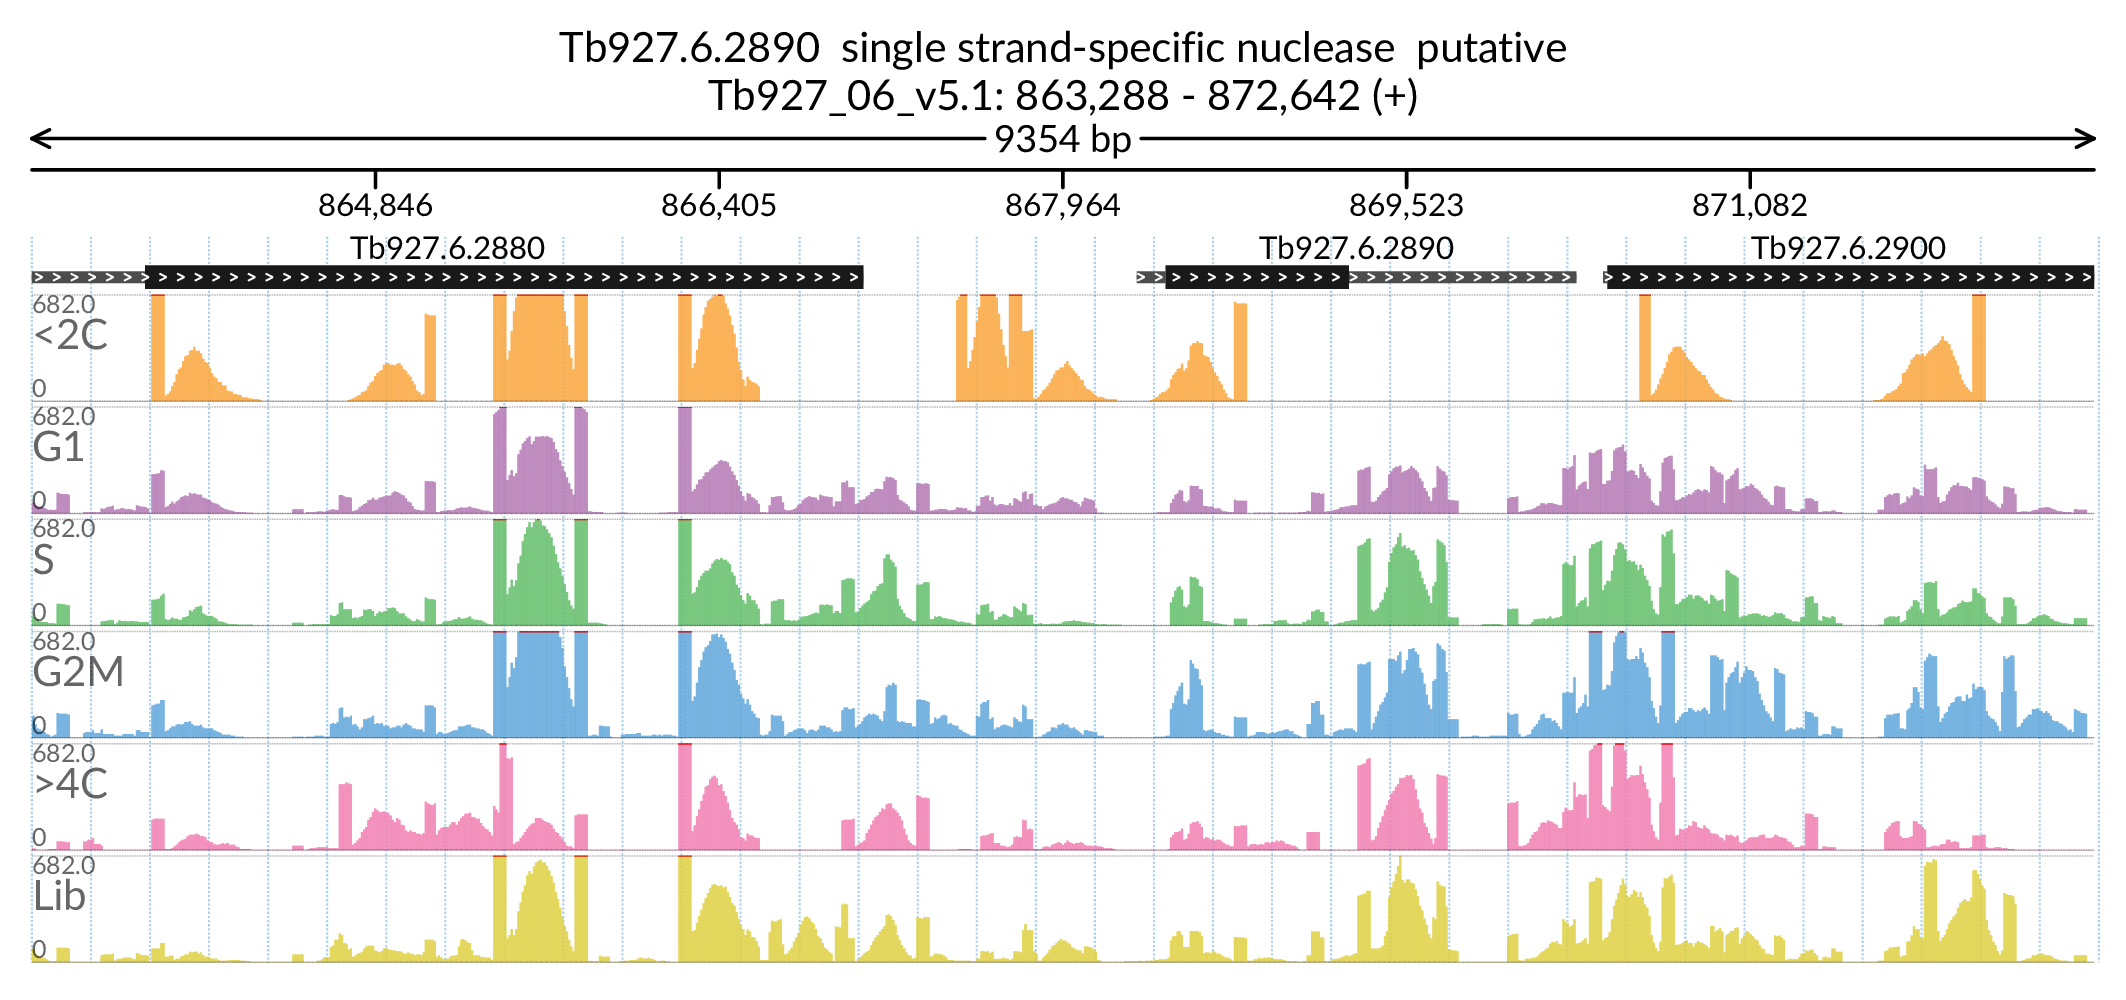 Tb927.6.2890 single strand-specific nuclease putative
Tb927_06_v5.1: 863,288 - 872,642 (+)
9354 bp
864,846 866,405 867,964 869,523 871,082
Tb927.6.2880 Tb927.6.2890 Tb927.6.2900
682.0
<2C
0
682.0
G1
0
682.0
S
0
682.0
G2M
0
682.0
>4C
0
682.0
Lib
0